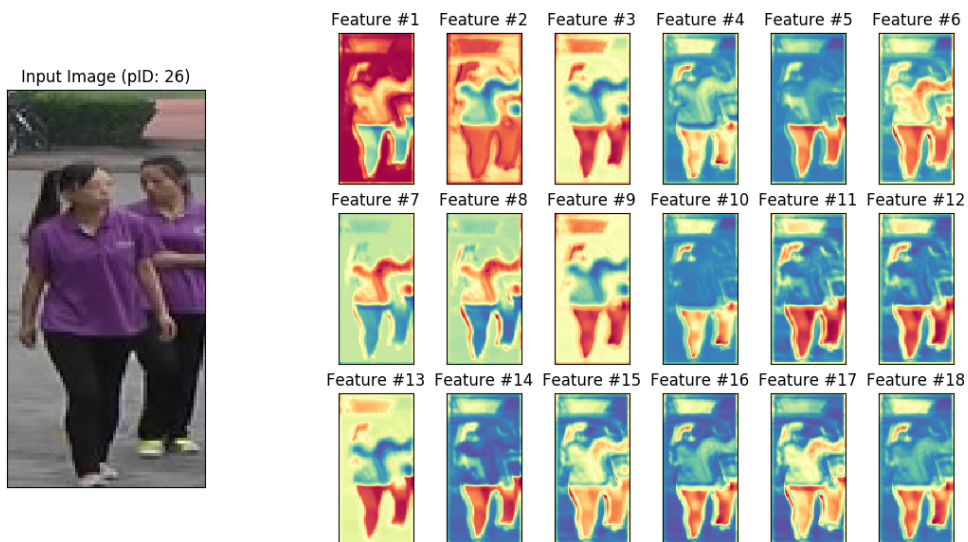 Input Image (pID: 26)
Feature #1 Feature #2 Feature #3 Feature #4 Feature #5 Feature #6
Feature #7 Feature #8 Feature #9 Feature #10 Feature #11 Feature #12
Feature #13 Feature #14 Feature #15 Feature #16 Feature #17 Feature #18